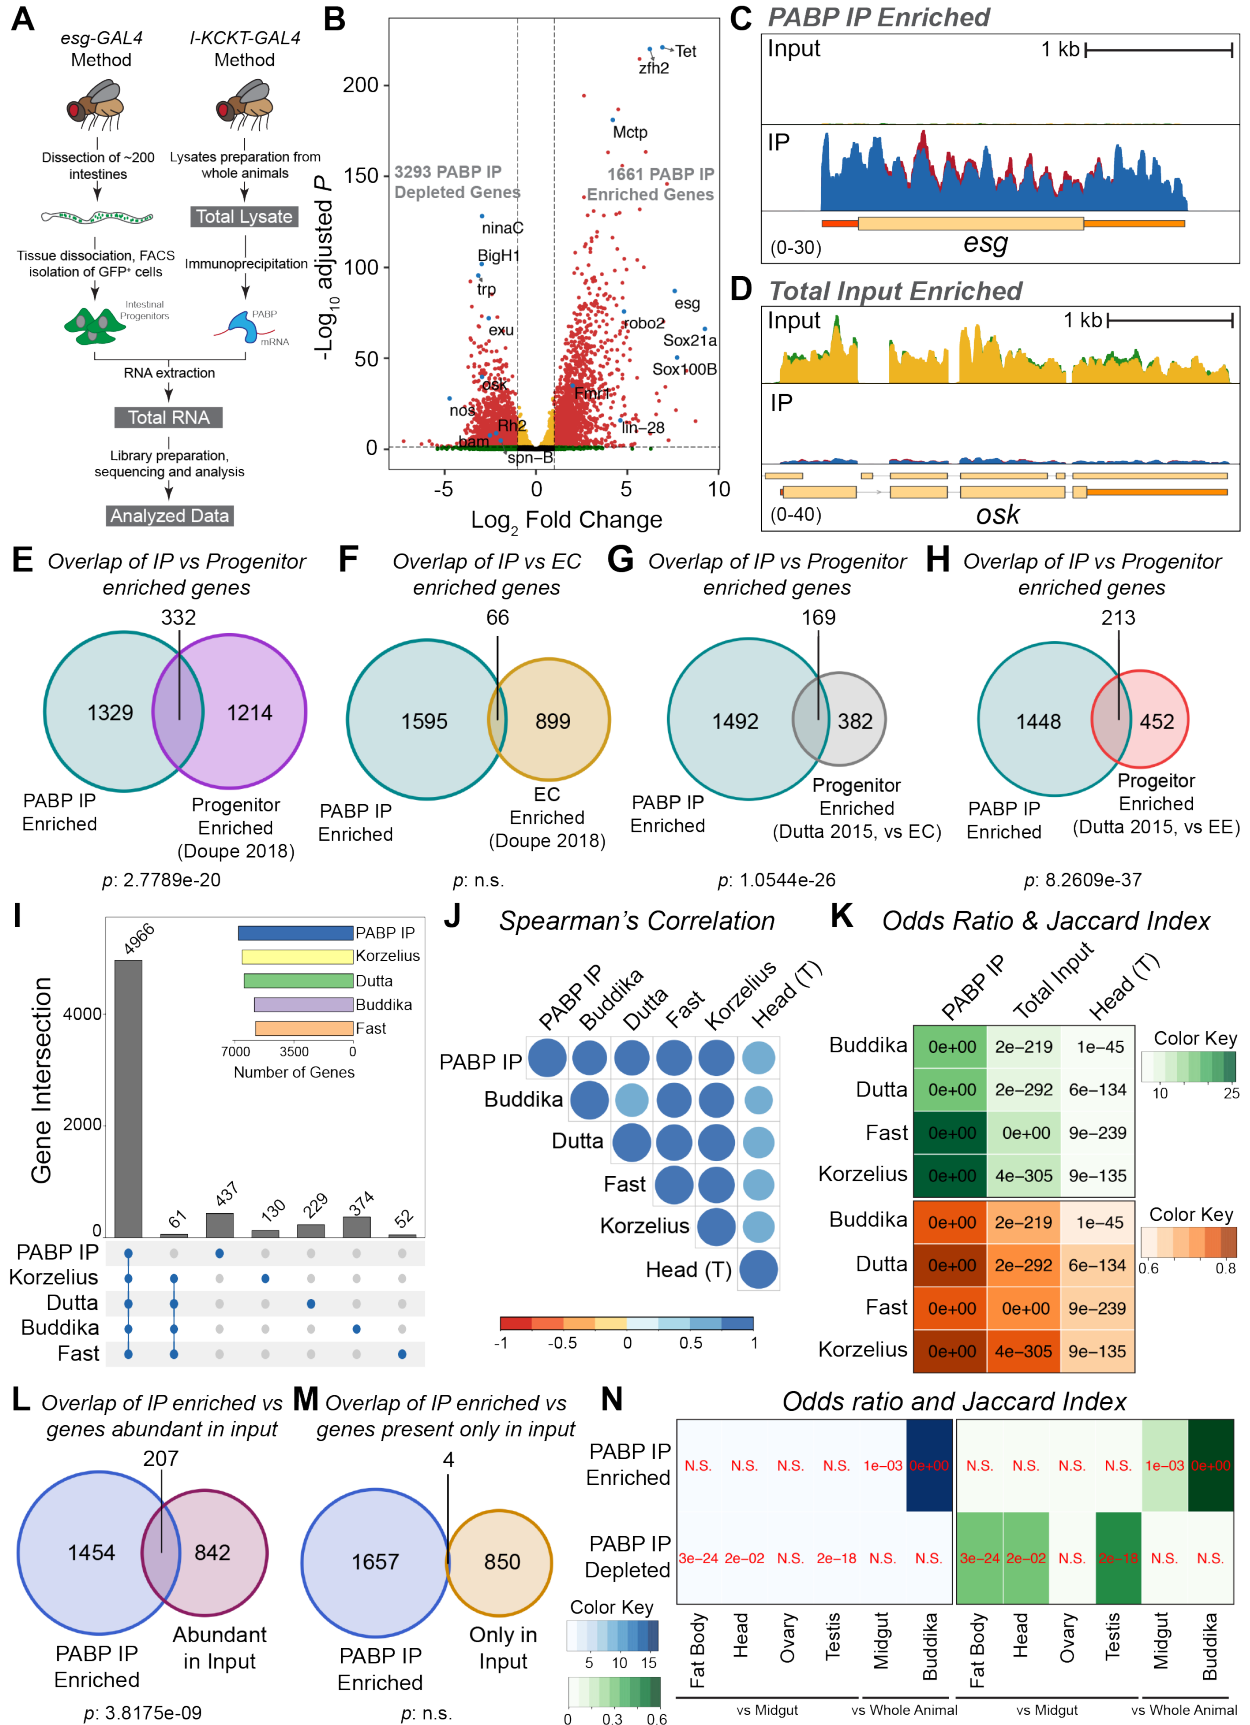 A
esg-GAL4
Method
I-KCKT-GAL4
Method
Dissection of ~200
intestines
Lysates preparation from
whole animals
Total Lysate
Tissue dissociation, FACS
isolation of GFP⁺ cells
Immunoprecipitation
Intestinal
Progenitors
PABP
mRNA
RNA extraction
Total RNA
Library preparation,
sequencing and analysis
Analyzed Data
B
-Log₁₀ adjusted P
200
150
100
50
0
-5
0
5
10
Log₂ Fold Change
3293 PABP IP
Depleted Genes
1661 PABP IP
Enriched Genes
Tet
zfh2
Mctp
ninaC
BigH1
trp
exu
esg
robo2
Sox21a
Sox100B
osk
Fmr1
nos
Rh2
lin-28
bam
spn-B
C PABP IP Enriched
Input
1 kb
IP
(0-30)
esg
D Total Input Enriched
Input
1 kb
IP
(0-40)
osk
E Overlap of IP vs Progenitor
enriched genes
332
1329
1214
PABP IP
Enriched
Progenitor
Enriched
(Doupe 2018)
p: 2.7789e-20
F Overlap of IP vs EC
enriched genes
66
1595
899
PABP IP
Enriched
EC
Enriched
(Doupe 2018)
p: n.s.
G Overlap of IP vs Progenitor
enriched genes
169
1492
382
PABP IP
Enriched
Progenitor
Enriched
(Dutta 2015, vs EC)
p: 1.0544e-26
H Overlap of IP vs Progenitor
enriched genes
213
1448
452
PABP IP
Enriched
Progeitor
Enriched
(Dutta 2015, vs EE)
p: 8.2609e-37
I
Gene Intersection
4966
4000
2000
0
61
437
130
229
374
52
PABP IP
Korzelius
Dutta
Buddika
Fast
7000
3500
0
Number of Genes
PABP IP
Korzelius
Dutta
Buddika
Fast
J Spearman's Correlation
PABP IP
Buddika
Dutta
Fast
Korzelius
Head (T)
PABP IP
Buddika
Dutta
Fast
Korzelius
Head (T)
-1
-0.5
0
0.5
1
K Odds Ratio & Jaccard Index
PABP IP
Total Input
Head (T)
Buddika 0e+00 2e-219 1e-45
Dutta 0e+00 2e-292 6e-134
Fast 0e+00 0e+00 9e-239
Korzelius 0e+00 4e-305 9e-135
Color Key
10
25
Buddika 0e+00 2e-219 1e-45
Dutta 0e+00 2e-292 6e-134
Fast 0e+00 0e+00 9e-239
Korzelius 0e+00 4e-305 9e-135
Color Key
0.6
0.8
L Overlap of IP enriched vs
genes abundant in input
207
1454
842
PABP IP
Enriched
Abundant
in Input
p: 3.8175e-09
M Overlap of IP enriched vs
genes present only in input
4
1657
850
PABP IP
Enriched
Only in
Input
p: n.s.
Color Key
5
10
15
0
0.3
0.6
N Odds ratio and Jaccard Index
PABP IP
Enriched
N.S. N.S. N.S. N.S. 1e-03 0e+00
N.S. N.S. N.S. N.S. 1e-03 0e+00
PABP IP
Depleted
3e-24 2e-02 N.S. 2e-18 N.S. N.S.
3e-24 2e-02 N.S. 2e-18 N.S. N.S.
Fat Body
Head
Ovary
Testis
Midgut
Buddika
Fat Body
Head
Ovary
Testis
Midgut
Buddika
vs Midgut
vs Whole Animal
vs Midgut
vs Whole Animal